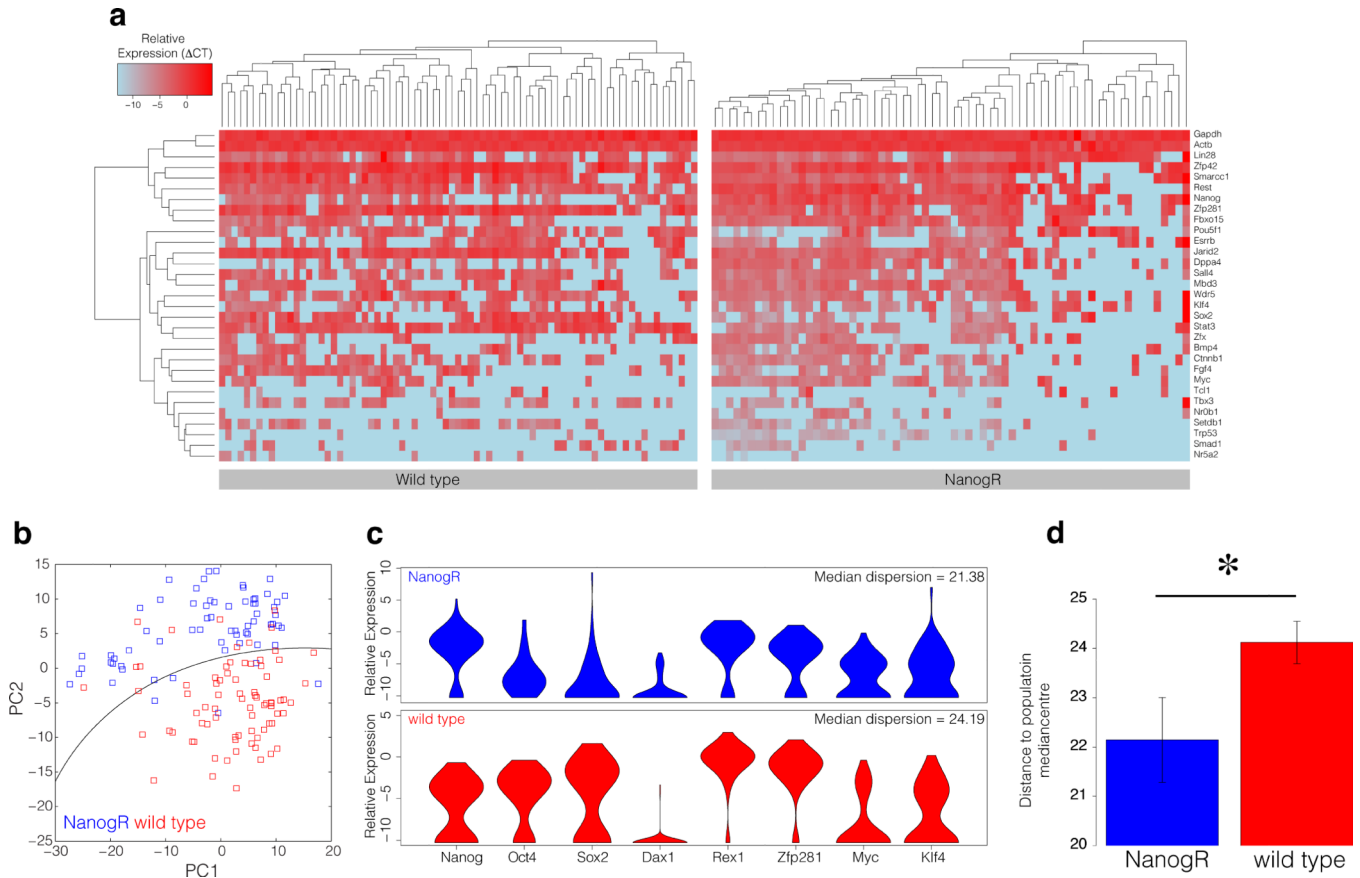 a
Relative
Expression (ΔCT)
−10 −5 0
Gapdh
Actb
Lin28
Zfp42
Smarcc1
Rest
Nanog
Zfp281
Fbxo15
Pou5f1
Esrrb
Jarid2
Dppa4
Sall4
Mbd3
Wdr5
Klf4
Sox2
Stat3
Zfx
Bmp4
Ctnnb1
Fgf4
Myc
Tcl1
Tbx3
Nr0b1
Setdb1
Trp53
Smad1
Nr5a2
Wild type
NanogR
b
15
10
5
0
−5
−10
−15
−20
−25
PC2
NanogR wild type
−30 −20 −10 0 10 20
PC1
c
10
0
−5
−10
Relative Expression
NanogR
Median dispersion = 21.38
5
0
−5
−10
Relative Expression
wild type
Median dispersion = 24.19
Nanog Oct4 Sox2 Dax1 Rex1 Zfp281 Myc Klf4
d
*
25
24
23
22
21
20
Distance to populatoin
mediancentre
NanogR wild type